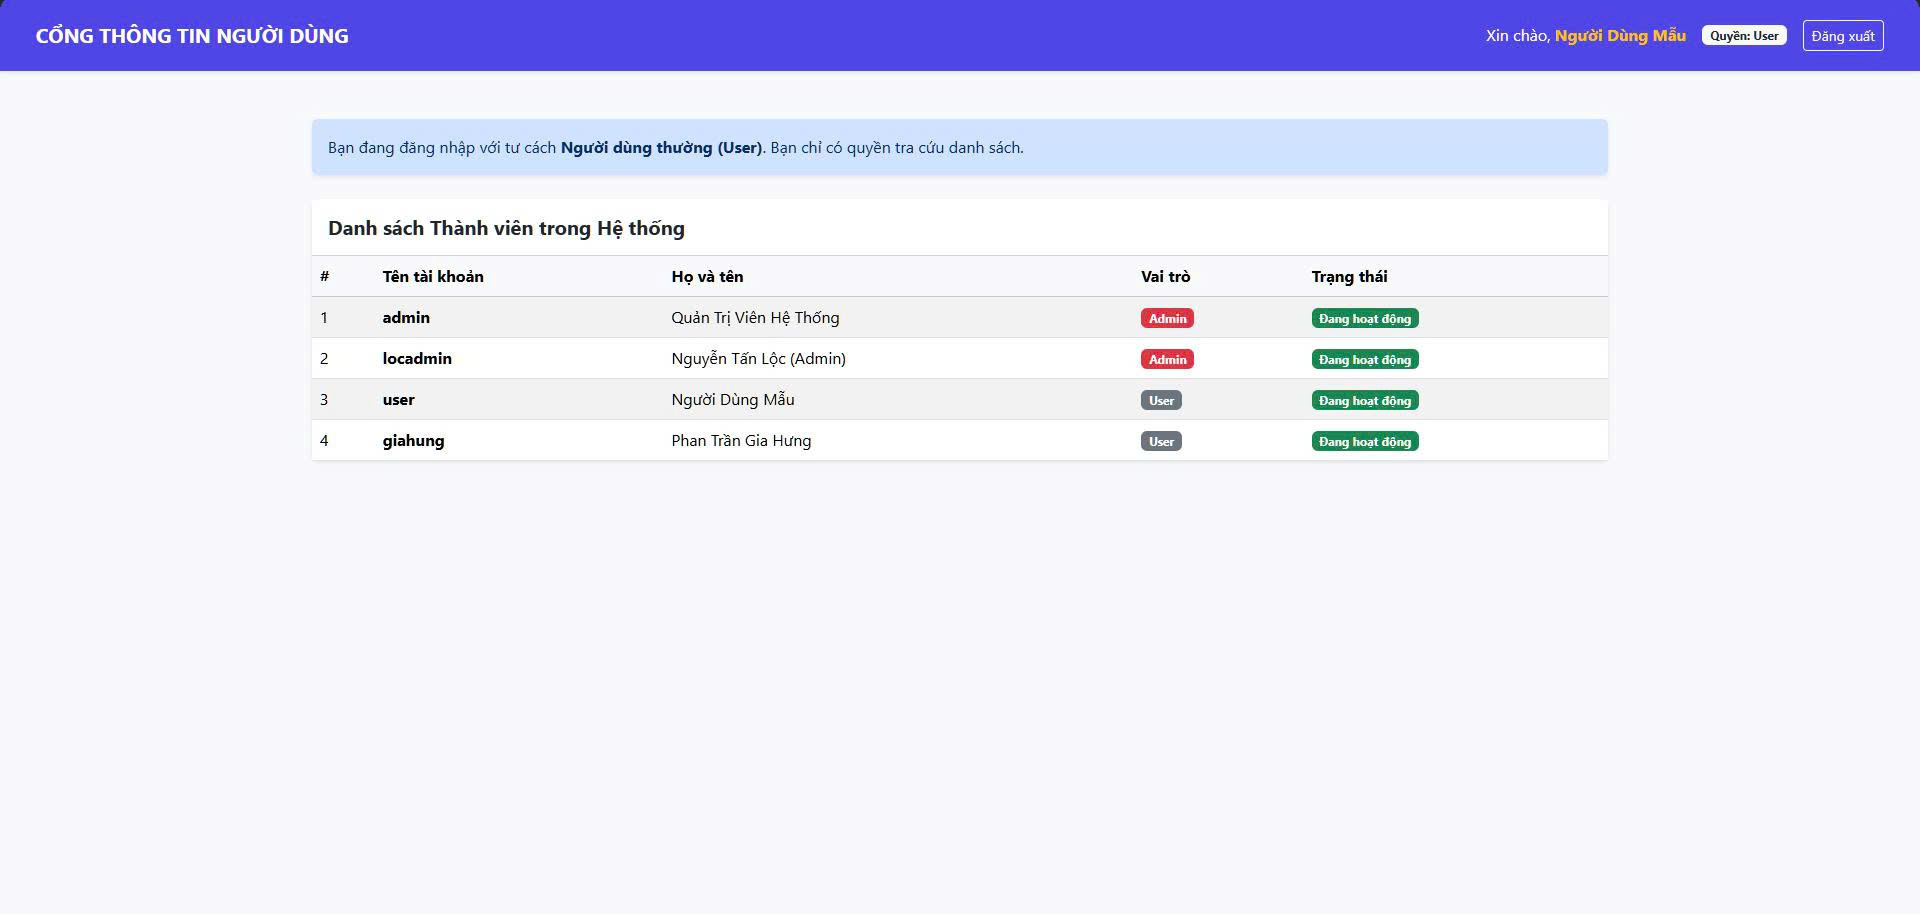 CỔNG THÔNG TIN NGƯỜI DÙNG
Xin chào, Người Dùng Mẫu Quyền: User Đăng xuất
Bạn đang đăng nhập với tư cách Người dùng thường (User). Bạn chỉ có quyền tra cứu danh sách.
Danh sách Thành viên trong Hệ thống
# Tên tài khoản Họ và tên Vai trò Trạng thái
1 admin Quản Trị Viên Hệ Thống Admin Đang hoạt động
2 locadmin Nguyễn Tấn Lộc (Admin) Admin Đang hoạt động
3 user Người Dùng Mẫu User Đang hoạt động
4 giahung Phan Trần Gia Hưng User Đang hoạt động